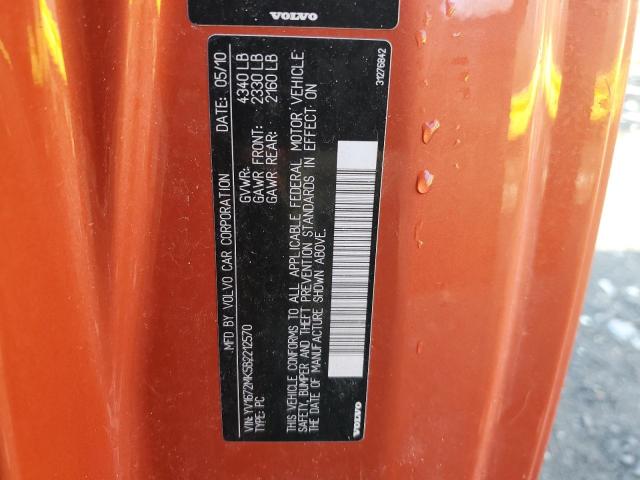 VOLVO
MFD BY VOLVO CAR CORPORATION DATE: 05/10
GVWR: 4340 LB
GAWR FRONT: 2330 LB
GAWR REAR: 2160 LB
VIN: YV1672MK5B2212570
TYPE: PC
THIS VEHICLE CONFORMS TO ALL APPLICABLE FEDERAL MOTOR VEHICLE
SAFETY, BUMPER AND THEFT PREVENTION STANDARDS IN EFFECT ON
DATE OF MANUFACTURE SHOWN ABOVE.
VOLVO 31276842